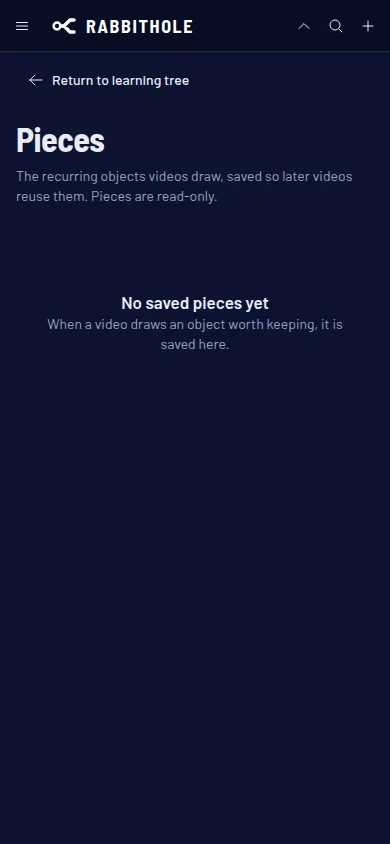 RABBITHOLE
Return to learning tree
Pieces
The recurring objects videos draw, saved so later videos
reuse them. Pieces are read-only.
No saved pieces yet
When a video draws an object worth keeping, it is
saved here.